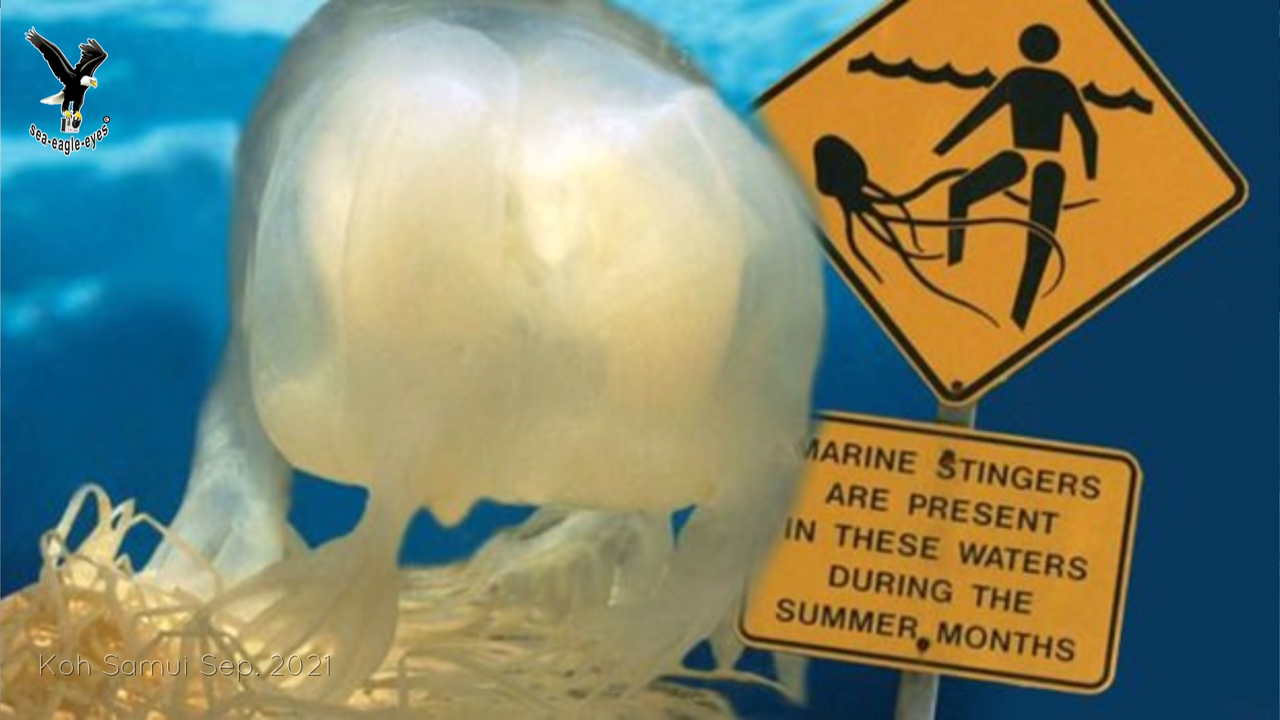 sea-eagle-eyes©
MARINE STINGERS
ARE PRESENT
IN THESE WATERS
DURING THE
SUMMER MONTHS
Koh Samui Sep. 2021